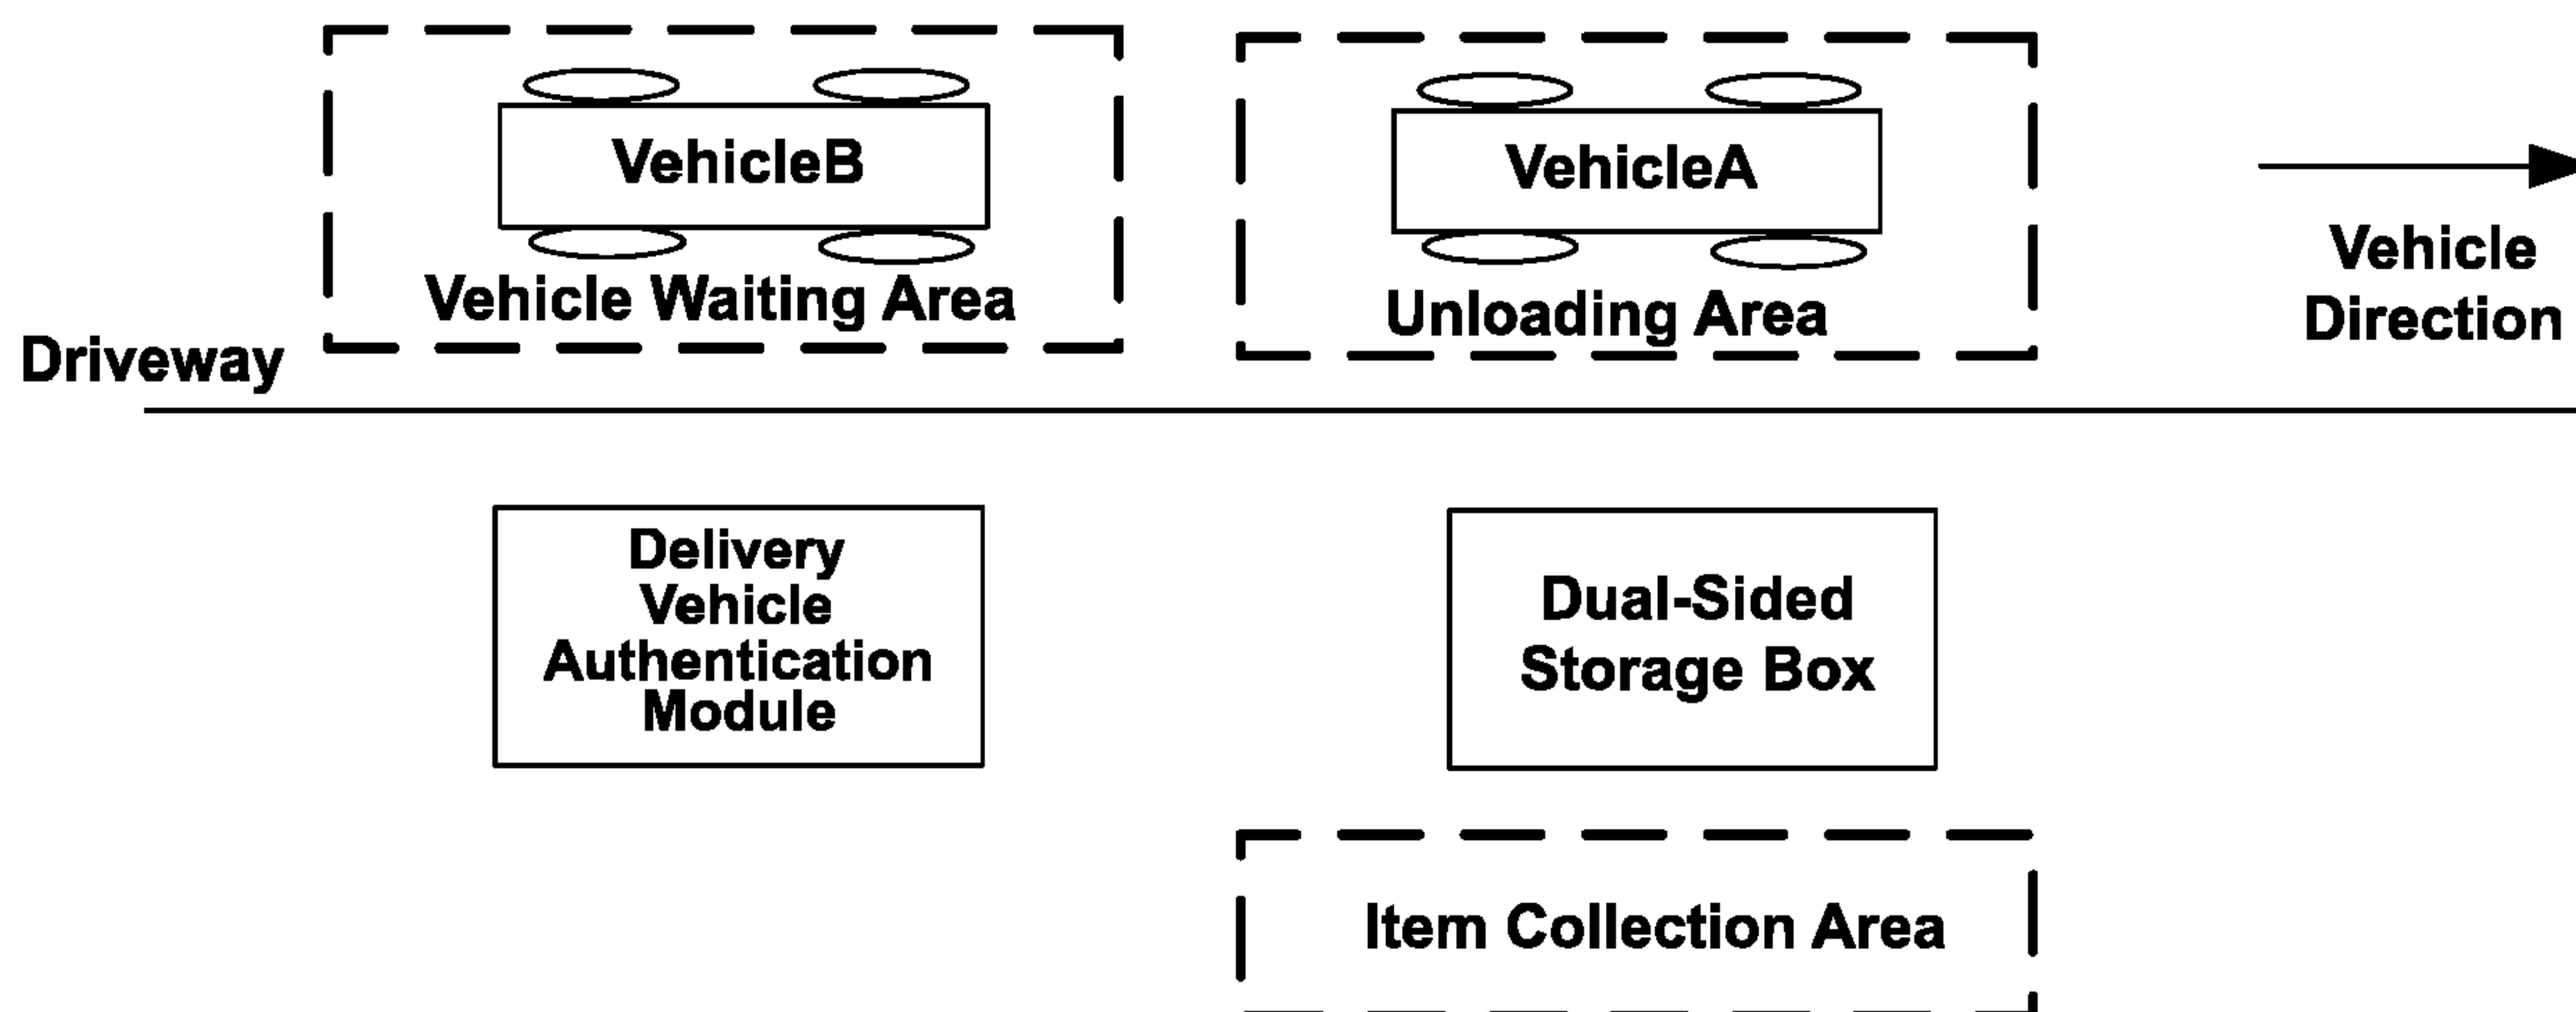 VehicleB
VehicleA
Vehicle Waiting Area
Unloading Area
Vehicle
Direction
Driveway
Delivery
Vehicle
Authentication
Module
Dual-Sided
Storage Box
Item Collection Area